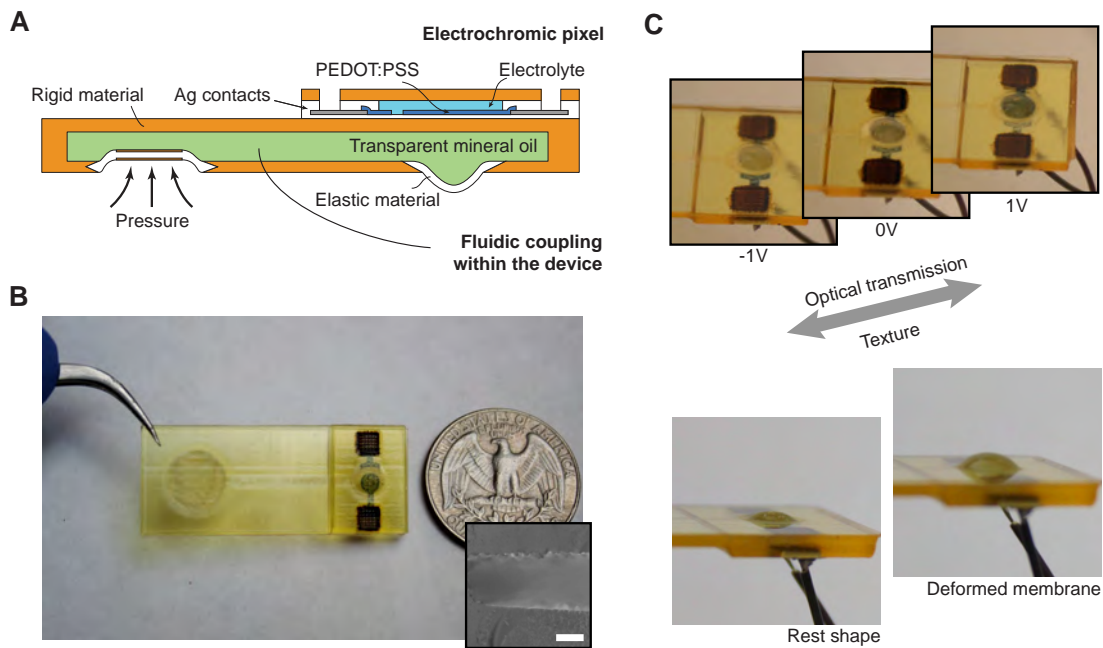 A
Electrochromic pixel
PEDOT:PSS
Electrolyte
Rigid material
Ag contacts
Transparent mineral oil
Elastic material
Pressure
Fluidic coupling
within the device
B
C
-1V
0V
1V
Optical transmission
Texture
Rest shape
Deformed membrane